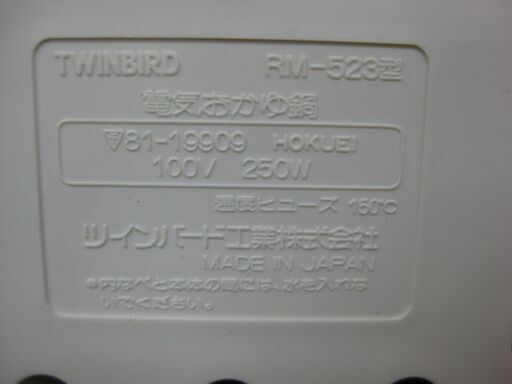 TWINBIRD RM-523型
電気おかゆ鍋
▽81-19909 HOKUEI
100V 250W
温度ヒューズ 150℃
ツインバード工業株式会社
MADE IN JAPAN
●内なべと本体の間には、水を入れな
いでください。